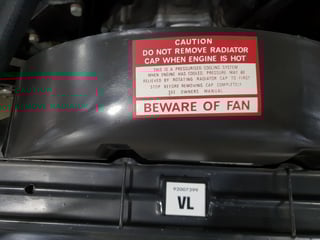 CAUTION
DO NOT REMOVE RADIATOR
CAP WHEN ENGINE IS HOT
THIS IS A PRESSURISED COOLING SYSTEM
WHEN ENGINE HAS COOLED, PRESSURE MAY BE
RELIEVED BY ROTATING RADIATOR CAP TO FIRST
STOP BEFORE REMOVING CAP COMPLETELY
SEE OWNERS MANUAL
BEWARE OF FAN
92007399
VL